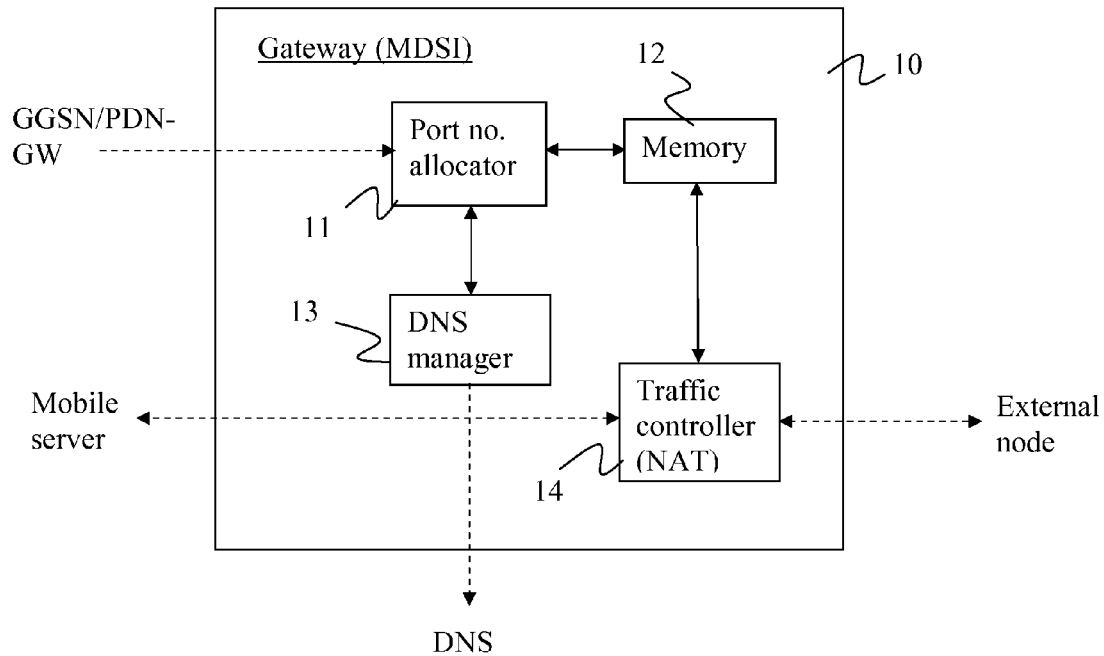 Gateway (MDSI)
12
10
GGSN/PDN-
GW
Port no.
allocator
Memory
11
13
DNS
manager
Mobile
server
Traffic
controller
(NAT)
External
node
14
DNS